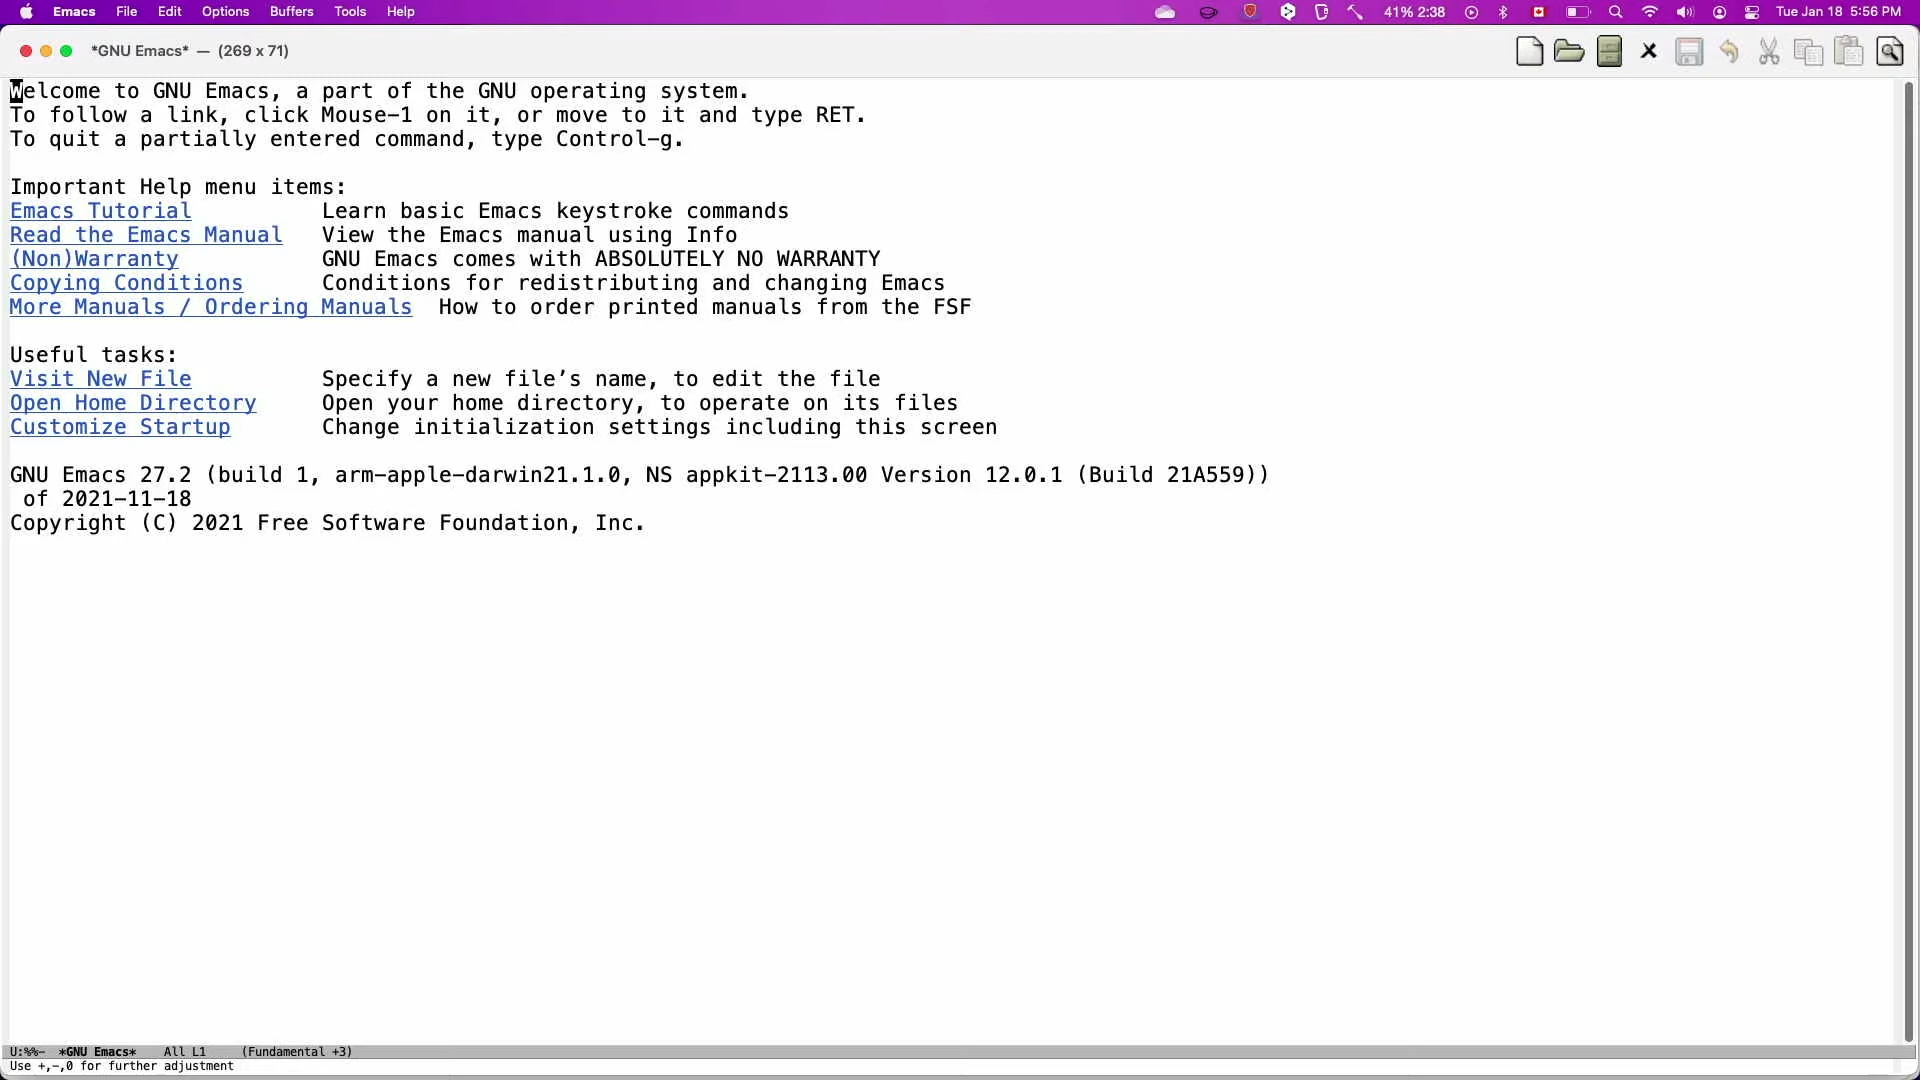 Emacs File Edit Options Buffers Tools Help 41% 2:38 Tue Jan 18 5:56 PM
*GNU Emacs* — (269 x 71)
Welcome to GNU Emacs, a part of the GNU operating system.
To follow a link, click Mouse-1 on it, or move to it and type RET.
To quit a partially entered command, type Control-g.
Important Help menu items:
Emacs Tutorial Learn basic Emacs keystroke commands
Read the Emacs Manual View the Emacs manual using Info
(Non)Warranty GNU Emacs comes with ABSOLUTELY NO WARRANTY
Copying Conditions Conditions for redistributing and changing Emacs
More Manuals / Ordering Manuals How to order printed manuals from the FSF
Useful tasks:
Visit New File Specify a new file’s name, to edit the file
Open Home Directory Open your home directory, to operate on its files
Customize Startup Change initialization settings including this screen
GNU Emacs 27.2 (build 1, arm-apple-darwin21.1.0, NS appkit-2113.00 Version 12.0.1 (Build 21A559))
of 2021-11-18
Copyright (C) 2021 Free Software Foundation, Inc.
U:%%- *GNU Emacs* All L1 (Fundamental +3)
Use +,-,0 for further adjustment